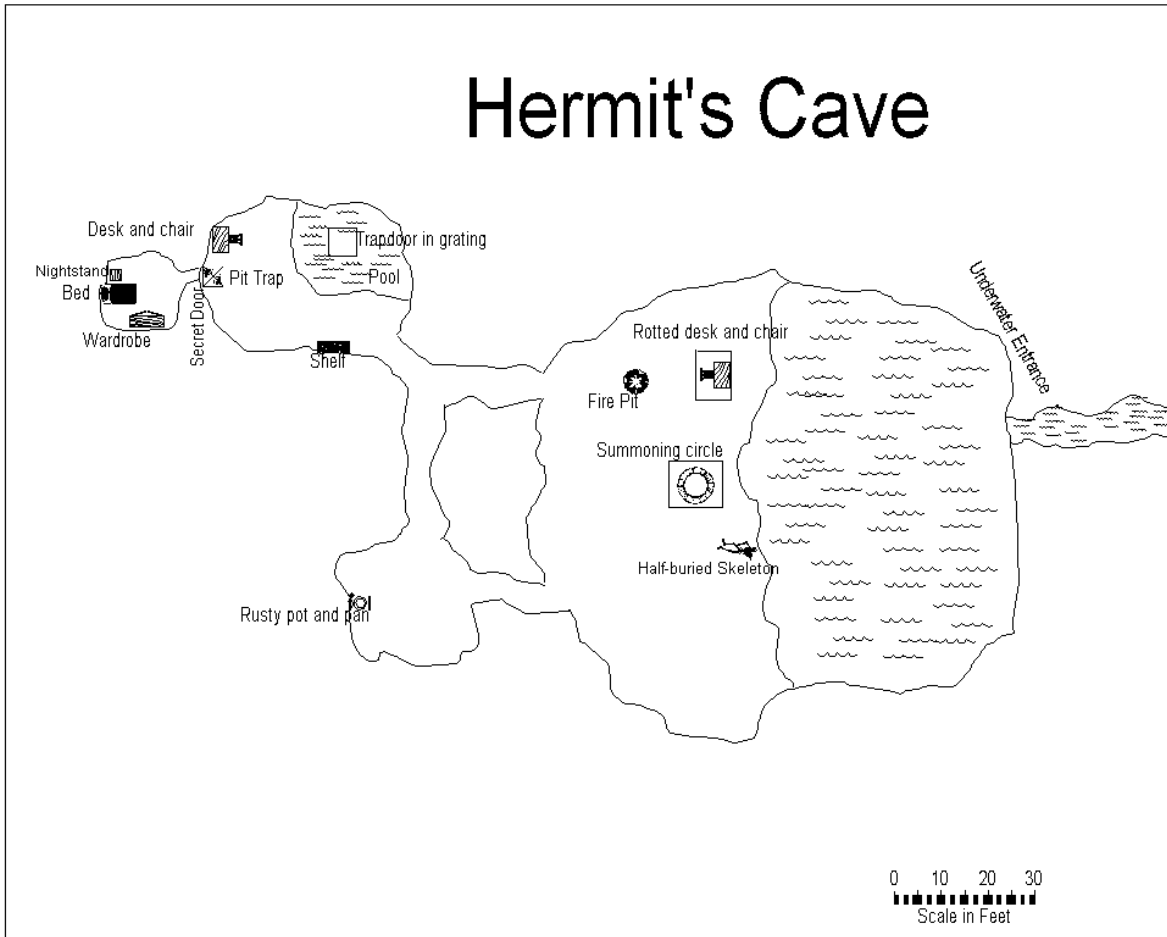 Hermit's Cave
Desk and chair
Trapdoor in grating
Nightstand
Pit Trap
Pool
Bed
Underwater Entrance
Secret Door
Wardrobe
Rotted desk and chair
Shelf
Fire Pit
Summoning circle
Half-buried Skeleton
Rusty pot and pan
0 10 20 30
Scale in Feet